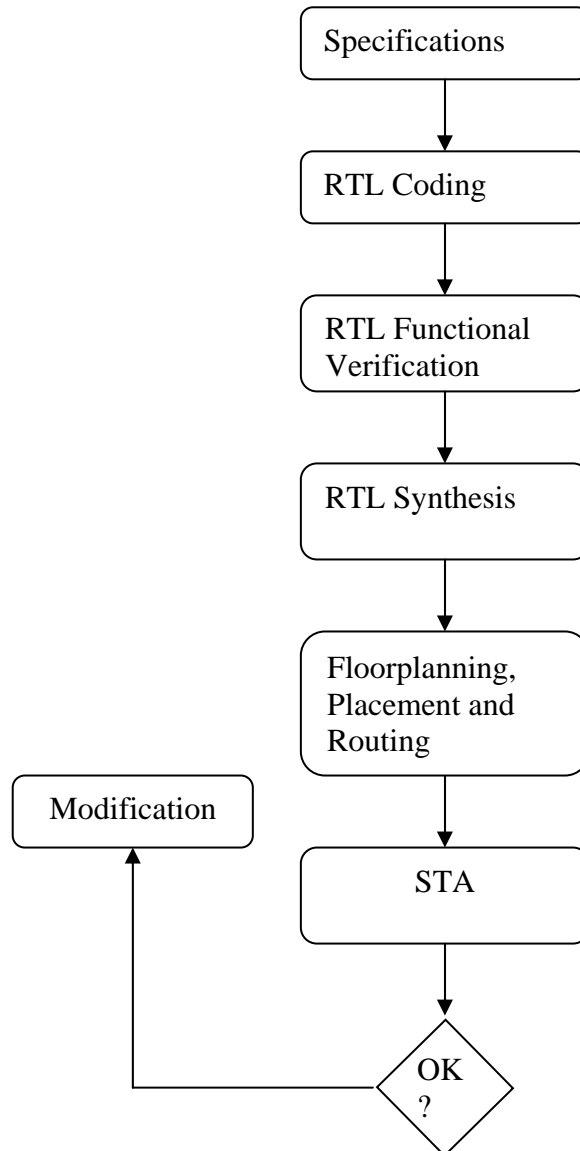 Specifications
RTL Coding
RTL Functional
Verification
RTL Synthesis
Floorplanning,
Placement and
Routing
Modification
STA
OK
?